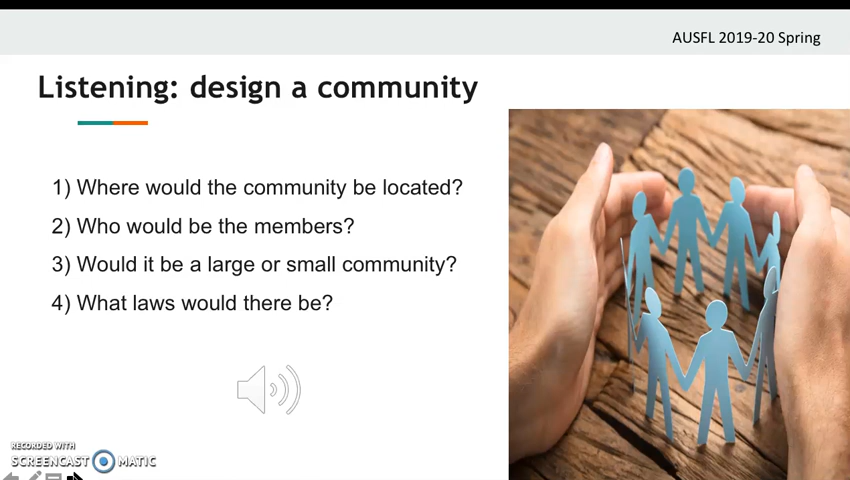 AUSFL 2019-20 Spring
Listening: design a community
1) Where would the community be located?
2) Who would be the members?
3) Would it be a large or small community?
4) What laws would there be?
RECORDED WITH
SCREENCAST MATIC